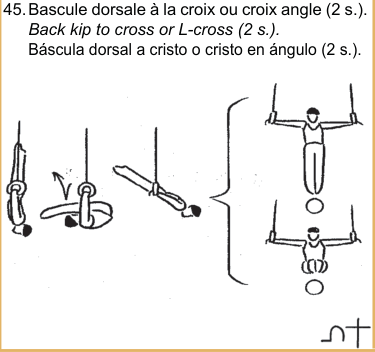 45. Bascule dorsale à la croix ou croix angle (2 s.).
Back kip to cross or L-cross (2 s.).
Báscula dorsal a cristo o cristo en ángulo (2 s.).